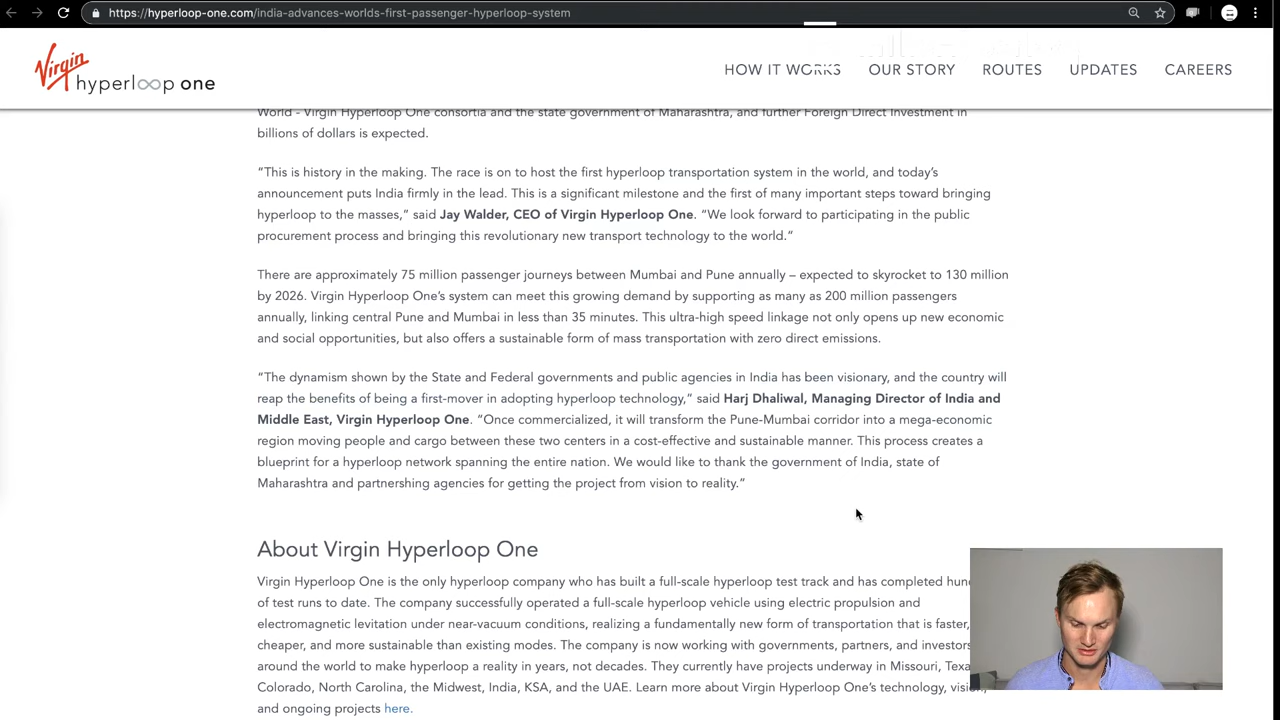 https://hyperloop-one.com/india-advances-worlds-first-passenger-hyperloop-system
Virgin
hyperloop one
HOW IT WORKS OUR STORY ROUTES UPDATES CAREERS
World - Virgin Hyperloop One consortia and the state government of Maharashtra, and further Foreign Direct Investment in
billions of dollars is expected.
“This is history in the making. The race is on to host the first hyperloop transportation system in the world, and today’s
announcement puts India firmly in the lead. This is a significant milestone and the first of many important steps toward bringing
hyperloop to the masses,” said Jay Walder, CEO of Virgin Hyperloop One. “We look forward to participating in the public
procurement process and bringing this revolutionary new transport technology to the world.“
There are approximately 75 million passenger journeys between Mumbai and Pune annually – expected to skyrocket to 130 million
by 2026. Virgin Hyperloop One’s system can meet this growing demand by supporting as many as 200 million passengers
annually, linking central Pune and Mumbai in less than 35 minutes. This ultra-high speed linkage not only opens up new economic
and social opportunities, but also offers a sustainable form of mass transportation with zero direct emissions.
“The dynamism shown by the State and Federal governments and public agencies in India has been visionary, and the country will
reap the benefits of being a first-mover in adopting hyperloop technology,” said Harj Dhaliwal, Managing Director of India and
Middle East, Virgin Hyperloop One. “Once commercialized, it will transform the Pune-Mumbai corridor into a mega-economic
region moving people and cargo between these two centers in a cost-effective and sustainable manner. This process creates a
blueprint for a hyperloop network spanning the entire nation. We would like to thank the government of India, state of
Maharashtra and partnershing agencies for getting the project from vision to reality.”
About Virgin Hyperloop One
Virgin Hyperloop One is the only hyperloop company who has built a full-scale hyperloop test track and has completed
of test runs to date. The company successfully operated a full-scale hyperloop vehicle using electric propulsion and
electromagnetic levitation under near-vacuum conditions, realizing a fundamentally new form of transportation that is faster,
cheaper, and more sustainable than existing modes. The company is now working with governments, partners, and investors
around the world to make hyperloop a reality in years, not decades. They currently have projects underway in Missouri,
Colorado, North Carolina, the Midwest, India, KSA, and the UAE. Learn more about Virgin Hyperloop One’s technology,
and ongoing projects here.